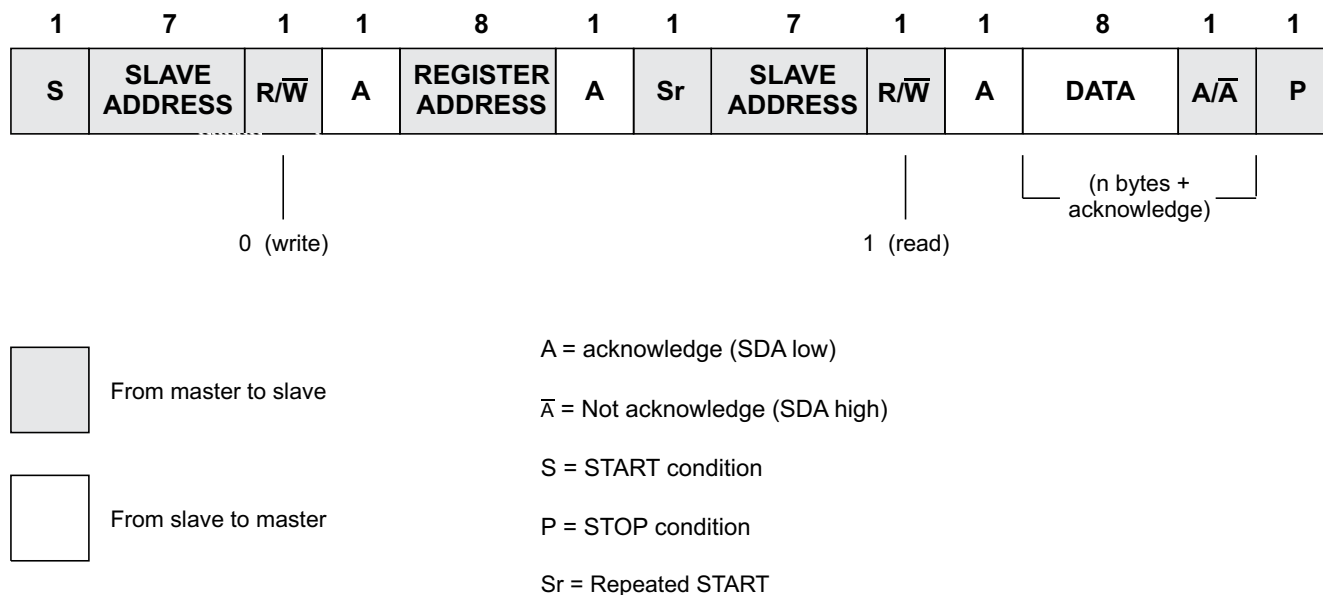 1 7 1 1 8 1 1 7 1 1 8 1 1
S SLAVE ADDRESS R/W̅ A REGISTER ADDRESS A Sr SLAVE ADDRESS R/W̅ A DATA A/A̅ P
(n bytes +
acknowledge)
0 (write)
1 (read)
From master to slave
From slave to master
A = acknowledge (SDA low)
A̅ = Not acknowledge (SDA high)
S = START condition
P = STOP condition
Sr = Repeated START